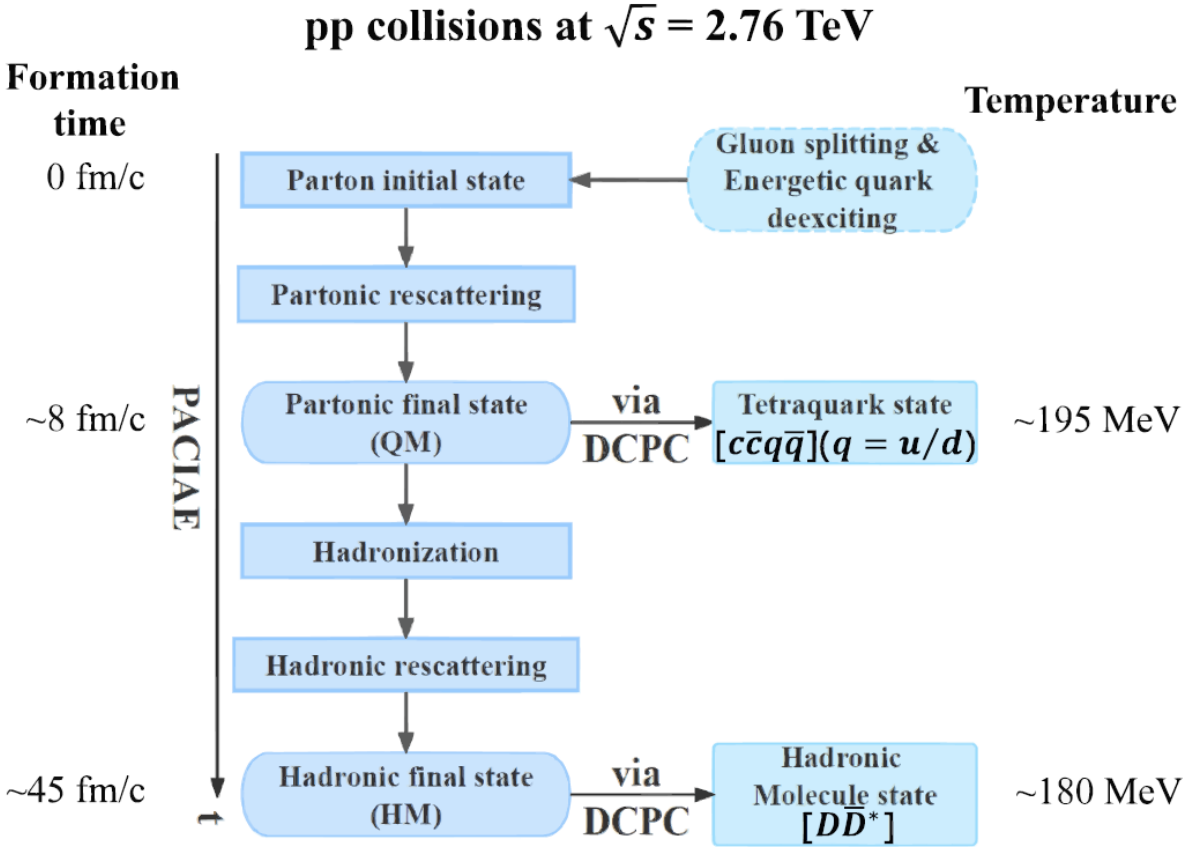 pp collisions at √s = 2.76 TeV
Formation
time
Temperature
0 fm/c
Parton initial state
Gluon splitting &
Energetic quark
deexciting
Partonic rescattering
PACIAE
~8 fm/c
Partonic final state
(QM)
via
DCPC
Tetraquark state
[cc̄qq̄](q = u/d)
~195 MeV
Hadronization
Hadronic rescattering
~45 fm/c
t
Hadronic final state
(HM)
via
DCPC
Hadronic
Molecule state
[DD̄*]
~180 MeV